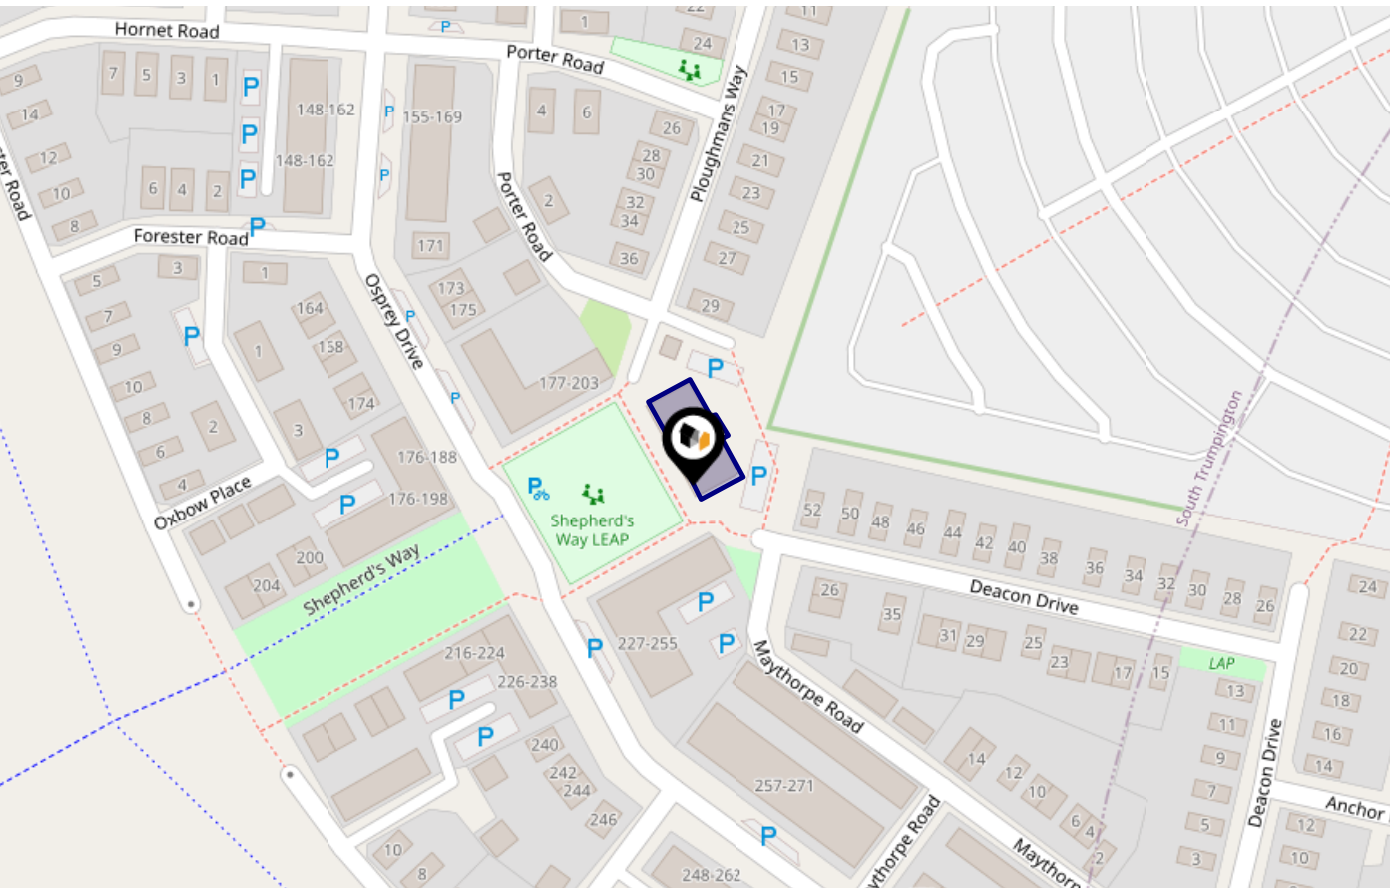 Hornet Road
Porter Road
1
22
24
11
13
9
7
5
3
1
P
P
15
14
148-162
155-169
4
6
26
17
19
Ploughmans Way
P
P
12
148-162
28
30
21
10
6
4
2
P
P
2
32
34
23
8
P
25
Forester Road
171
Porter Road
36
27
5
3
1
Osprey Drive
173
175
29
7
164
P
P
9
1
158
P
10
174
177-203
P
8
2
3
6
176-188
P
4
P
176-198
P
P
Oxbow Place
Shepherd's
Way LEAP
52
50
48
46
44
42
40
38
36
34
32
30
28
26
24
South Trumpington
200
204
Shepherd's Way
26
35
Deacon Drive
P
227-255
P
P
31
29
25
23
17
15
LAP
22
20
216-224
226-238
P
P
Maythorpe Road
13
18
11
16
240
242
244
246
257-271
14
12
10
9
14
7
6
4
2
5
3
Deacon Drive
Anchor
12
10
10
8
P
248-262
Maythorpe Road